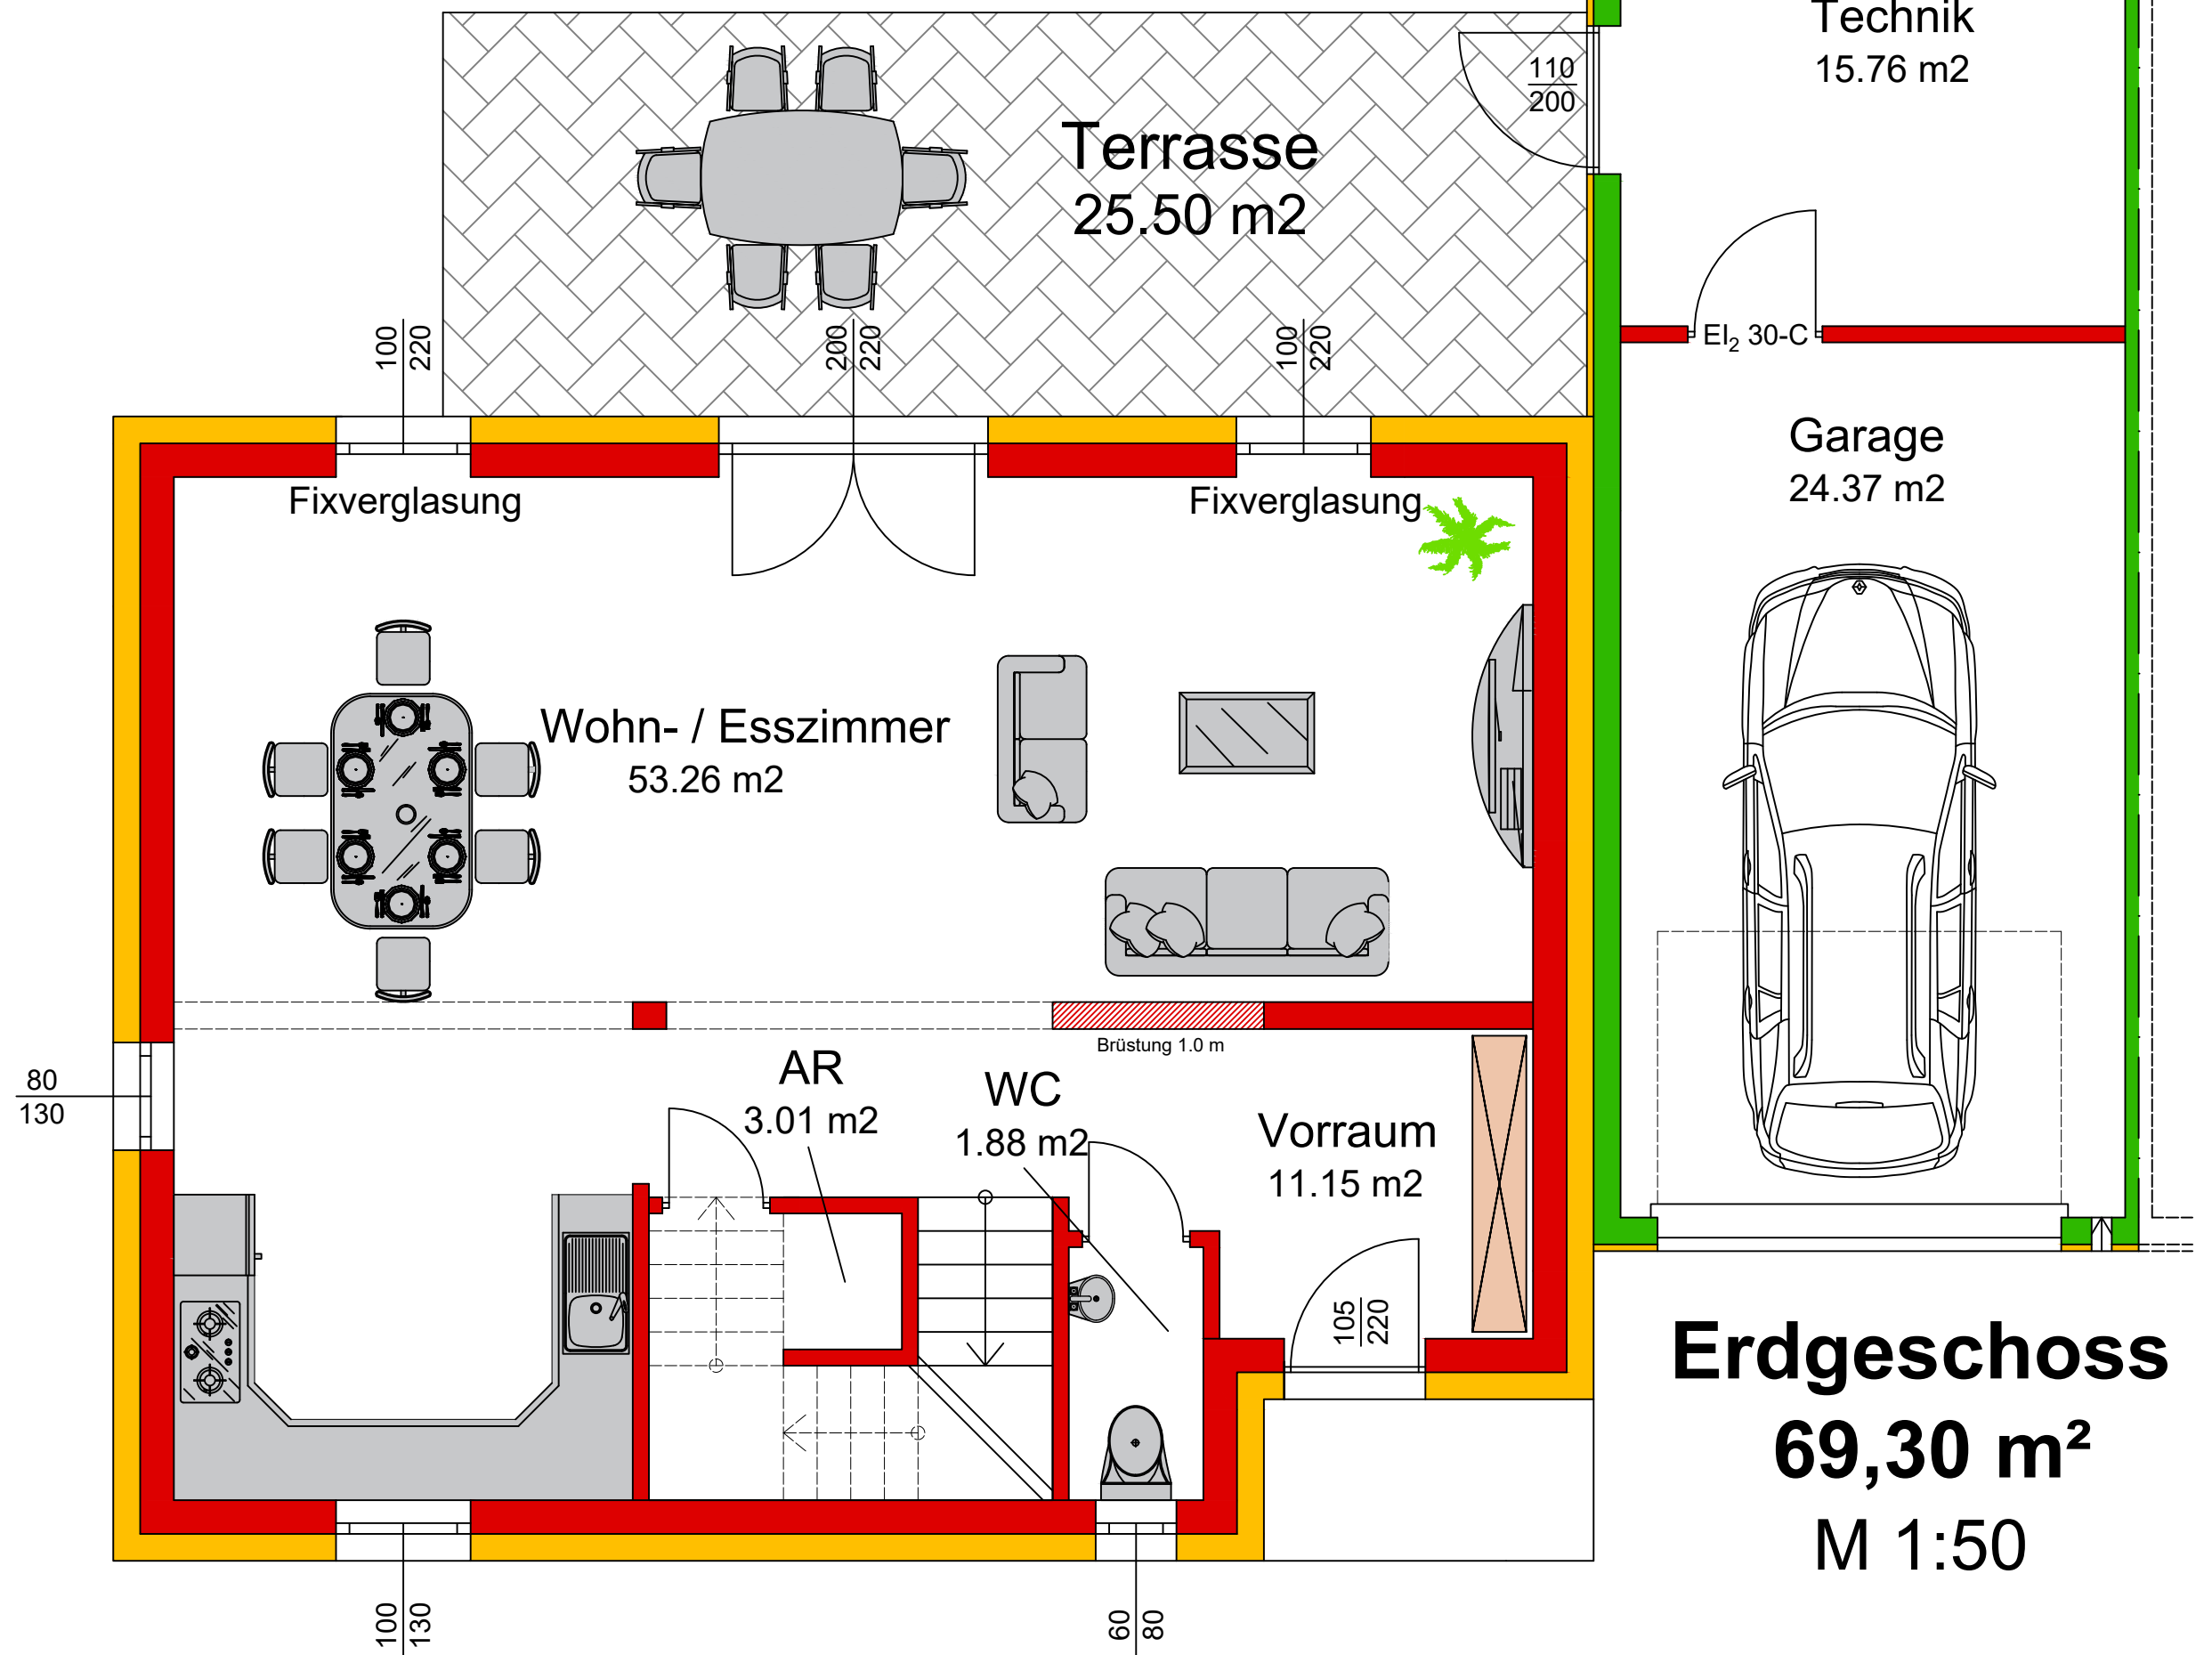 Technik
15.76 m2
110
200
Terrasse
25.50 m2
100
220
200
220
100
220
EI2 30-C
Garage
24.37 m2
Fixverglasung
Fixverglasung
Wohn- / Esszimmer
53.26 m2
Brüstung 1.0 m
80
130
AR
3.01 m2
WC
1.88 m2
Vorraum
11.15 m2
105
220
Erdgeschoss
69,30 m²
M 1:50
100
130
60
80